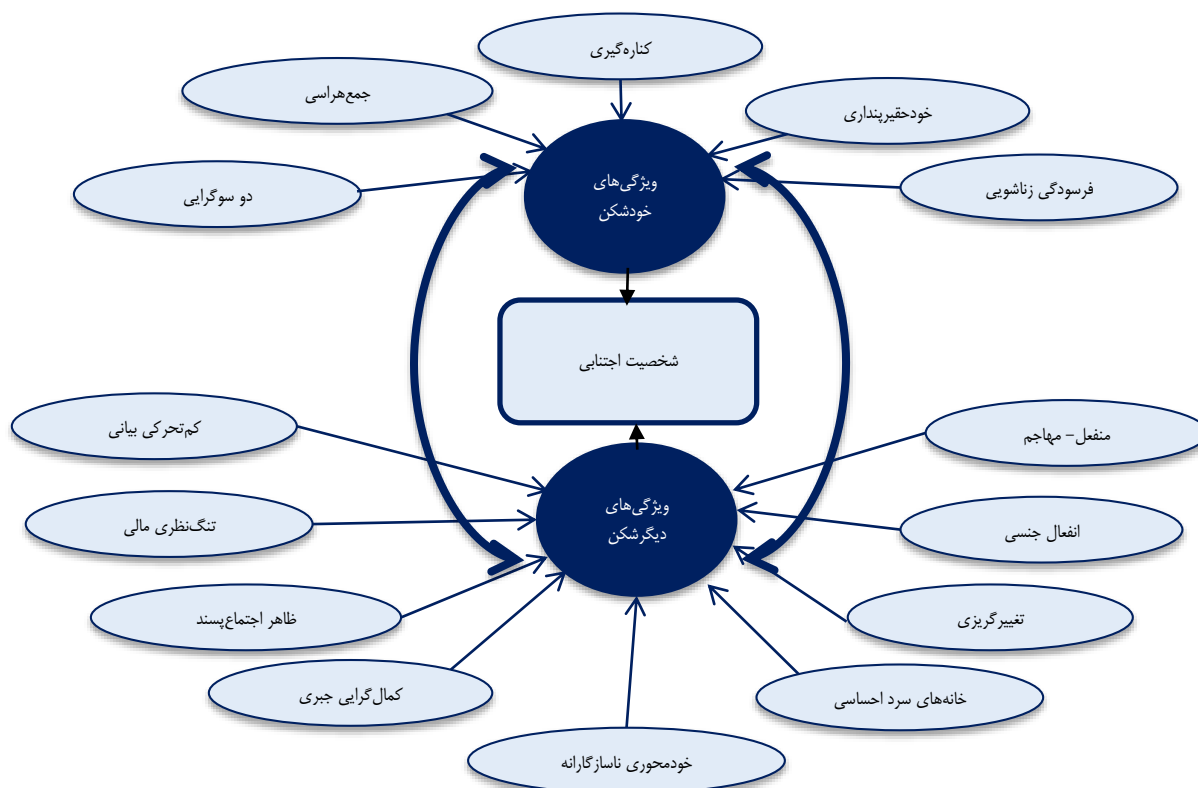 کناره‌گیری
جمع‌هراسی
خودحقیرپنداری
دو سوگرایی
ویژگی‌های
خودشکن
فرسودگی زناشویی
شخصیت اجتنابی
کم‌تحرکی بیانی
منفعل- مهاجم
تنگ‌نظری مالی
ویژگی‌های
دیگرشکن
انفعال جنسی
ظاهر اجتماع‌پسند
تغییرگریزی
کمال‌گرایی جبری
خانه‌های سرد احساسی
خودمحوری ناسازگارانه